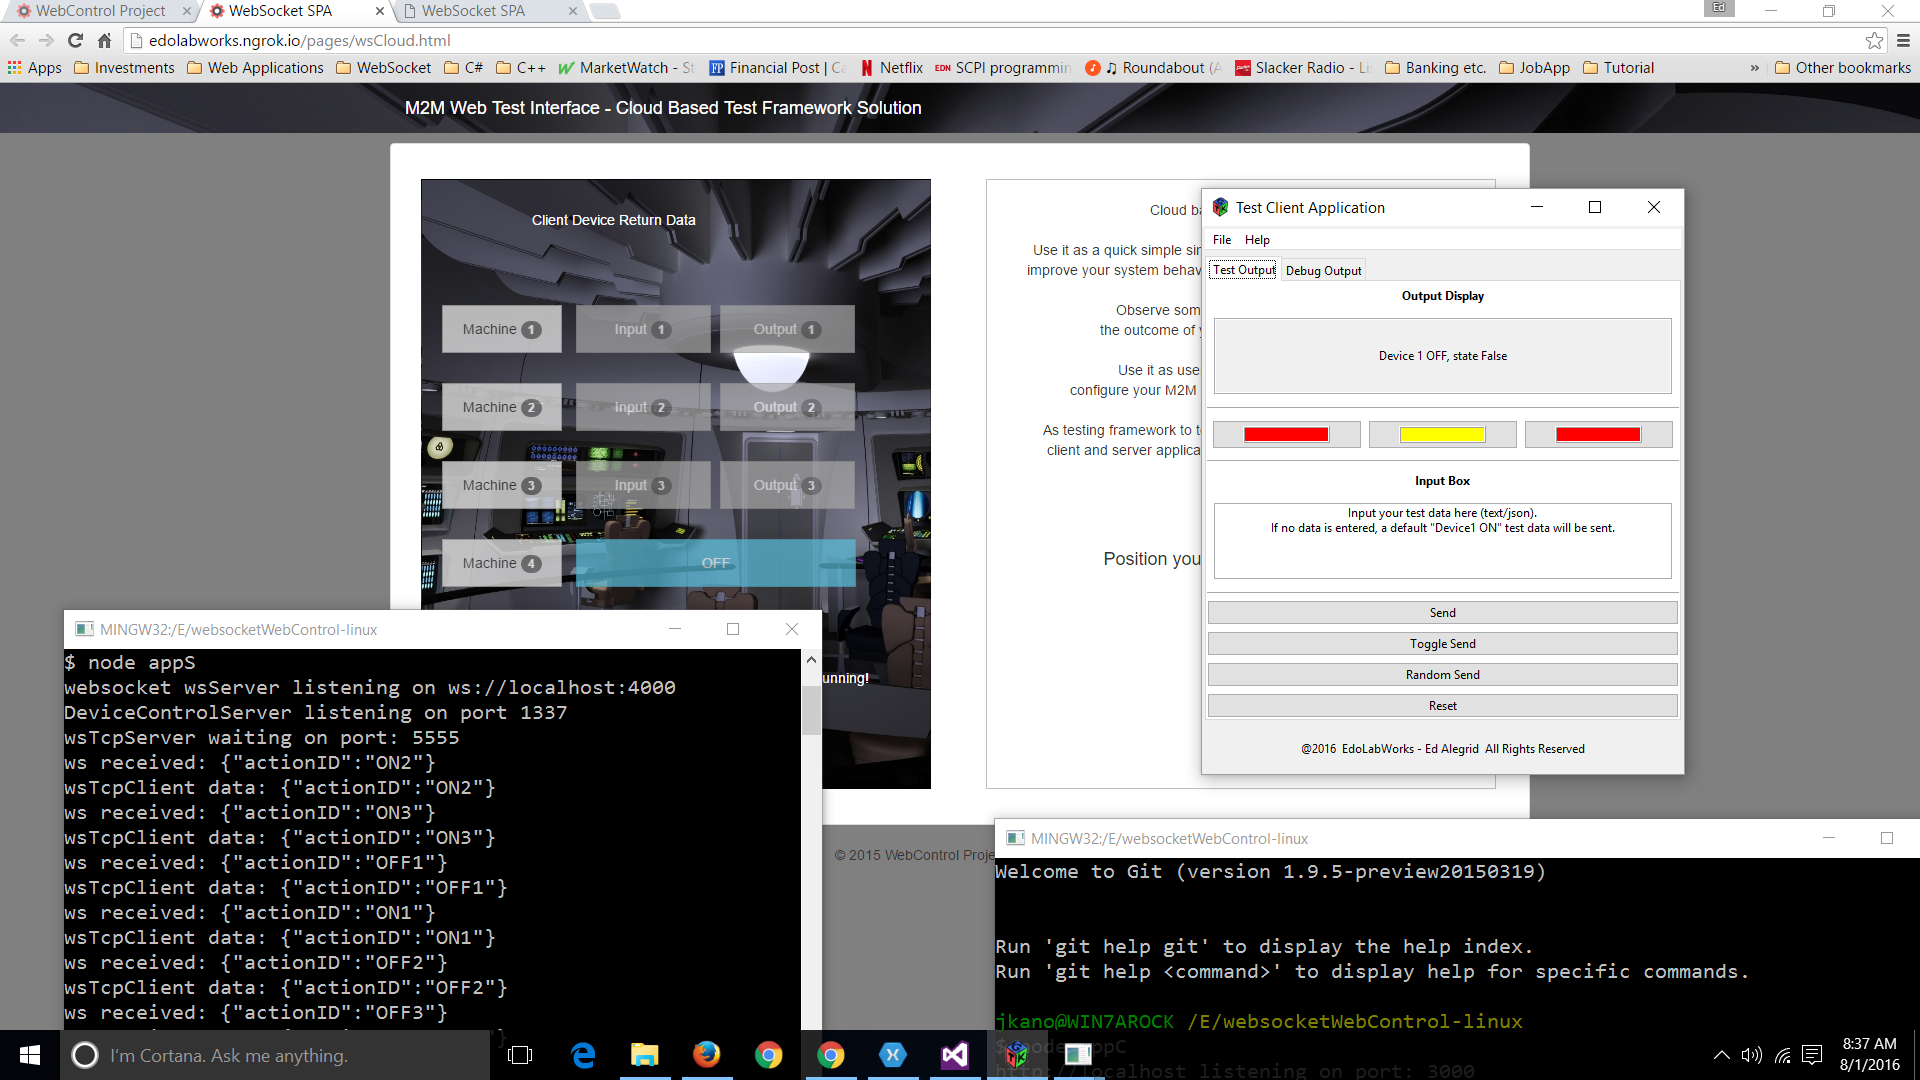 WebControl Project
WebSocket SPA
WebSocket SPA
Ed
edolabworks.ngrok.io/pages/wsCloud.html
Apps
Investments
Web Applications
WebSocket
C#
C++
MarketWatch - St
FP Financial Post | Ca
N Netflix
EDN SCPI programmin
Roundabout (A
Slacker Radio - Li
Banking etc.
JobApp
Tutorial
»
Other bookmarks
M2M Web Test Interface - Cloud Based Test Framework Solution
Client Device Return Data
Machine 1
Input 1
Output 1
Machine 2
Input 2
Output 2
Machine 3
Input 3
Output 3
Machine 4
OFF
unning!
Cloud ba
Use it as a quick simple sim
improve your system behav
Observe som
the outcome of y
Use it as use
configure your M2M
As testing framework to t
client and server applica
Position you
© 2015 WebControl Proje
Test Client Application
File
Help
Test Output
Debug Output
Output Display
Device 1 OFF, state False
Input Box
Input your test data here (text/json).
If no data is entered, a default "Device1 ON" test data will be sent.
Send
Toggle Send
Random Send
Reset
@2016 EdoLabWorks - Ed Alegrid All Rights Reserved
MINGW32:/E/websocketWebControl-linux
$ node appS
websocket wsServer listening on ws://localhost:4000
DeviceControlServer listening on port 1337
wsTcpServer waiting on port: 5555
ws received: {"actionID":"ON2"}
wsTcpClient data: {"actionID":"ON2"}
ws received: {"actionID":"ON3"}
wsTcpClient data: {"actionID":"ON3"}
ws received: {"actionID":"OFF1"}
wsTcpClient data: {"actionID":"OFF1"}
ws received: {"actionID":"ON1"}
wsTcpClient data: {"actionID":"ON1"}
ws received: {"actionID":"OFF2"}
wsTcpClient data: {"actionID":"OFF2"}
ws received: {"actionID":"OFF3"}
MINGW32:/E/websocketWebControl-linux
Welcome to Git (version 1.9.5-preview20150319)
Run 'git help git' to display the help index.
Run 'git help <command>' to display help for specific commands.
jkano@WIN7AROCK /E/websocketWebControl-linux
$ node appC
http://localhost listening on port: 3000
I'm Cortana. Ask me anything.
8:37 AM
8/1/2016